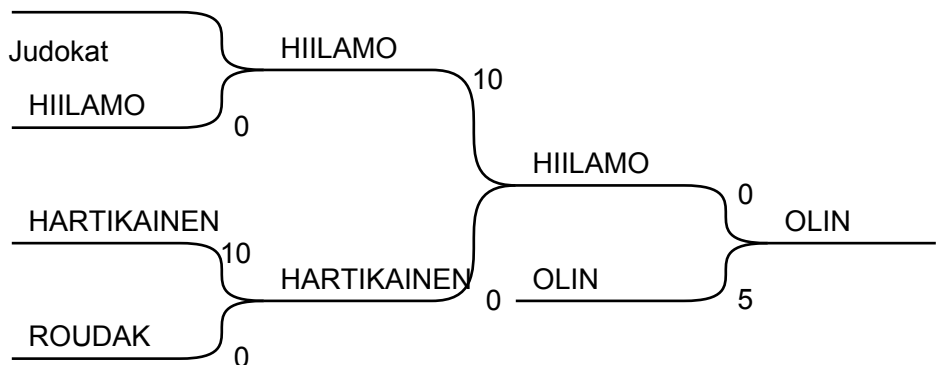 Judokat
HIILAMO
10
HIILAMO
0
HIILAMO
0
HARTIKAINEN
OLIN
10
HARTIKAINEN
0
OLIN
5
ROUDAK
0